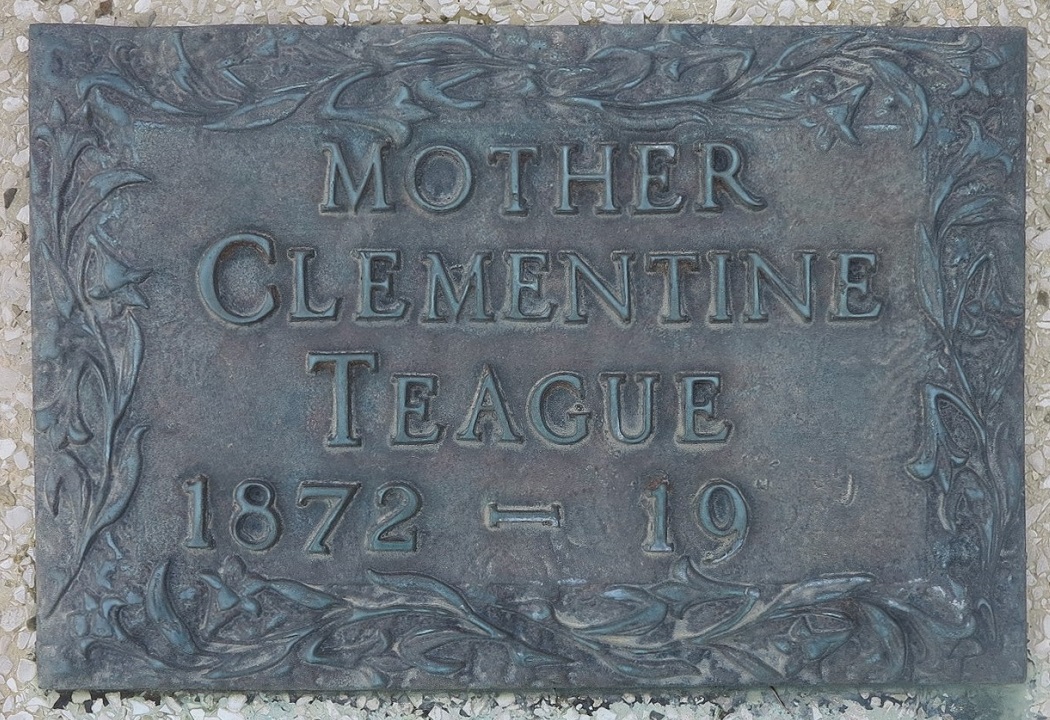 MOTHER
CLEMENTINE
TEAGUE
1872 – 19